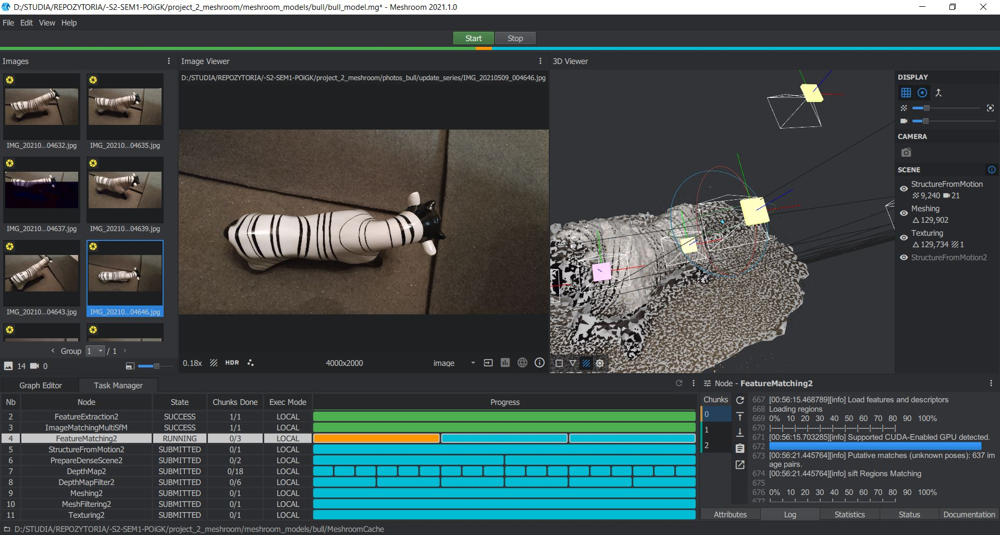 D:/STUDIA/REPOZYTORIA/-S2-SEM1-POiGK/project_2_meshroom/meshroom_models/bull/bull_model.mg* - Meshroom 2021.1.0
File Edit View Help
Start Stop
Images
IMG_20210...04632.jpg IMG_20210...04635.jpg
IMG_20210...04637.jpg IMG_20210...04639.jpg
IMG_20210...04643.jpg IMG_20210...04646.jpg
< Group 1 / 1 >
14 0
Image Viewer
D:/STUDIA/REPOZYTORIA/-S2-SEM1-POiGK/project_2_meshroom/photos_bull/update_series/IMG_20210509_004646.jpg
0.18x HDR 4000x2000 image
3D Viewer
DISPLAY
CAMERA
SCENE
StructureFromMotion
9,240 21
Meshing
129,902
Texturing
129,734 1
StructureFromMotion2
Graph Editor Task Manager
Nb Node State Chunks Done Exec Mode Progress
2 FeatureExtraction2 SUCCESS 1/1 LOCAL
3 ImageMatchingMultiSfM SUCCESS 1/1 LOCAL
4 FeatureMatching2 RUNNING 0/3 LOCAL
5 StructureFromMotion2 SUBMITTED 0/1 LOCAL
6 PrepareDenseScene2 SUBMITTED 0/2 LOCAL
7 DepthMap2 SUBMITTED 0/18 LOCAL
8 DepthMapFilter2 SUBMITTED 0/6 LOCAL
9 Meshing2 SUBMITTED 0/1 LOCAL
10 MeshFiltering2 SUBMITTED 0/1 LOCAL
11 Texturing2 SUBMITTED 0/1 LOCAL
Node - FeatureMatching2
Chunks
0
1
2
667 [00:56:15.468789][info] Load features and descriptors
668 Loading regions
669 0% 10 20 30 40 50 60 70 80 90 100%
670 |----|----|----|----|----|----|----|----|----|----|
671 [00:56:15.703285][info] Supported CUDA-Enabled GPU detected.
672
673 [00:56:21.445764][info] Putative matches (unknown poses): 637 im
age pairs.
674 [00:56:21.445764][info] sift Regions Matching
675
676 0% 10 20 30 40 50 60 70 80 90 100%
677 |----|----|----|----|----|----|----|----|----|----|
Attributes Log Statistics Status Documentation
D:/STUDIA/REPOZYTORIA/-S2-SEM1-POiGK/project_2_meshroom/meshroom_models/bull/MeshroomCache